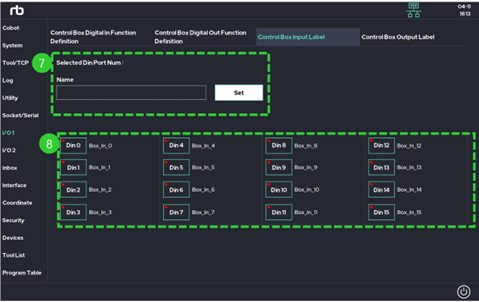 rb
04-11
18:13
Cobot
System
Tool/TCP
Log
Utility
Socket/Serial
I/O 1
I/O 2
Inbox
Interface
Coordinate
Security
Devices
Tool List
Program Table
Control Box Digital In Function
Definition
Control Box Digital Out Function
Definition
Control Box Input Label
Control Box Output Label
7
Selected Din Port Num :
Name
Set
8
Din 0 Box_In_0 Din 4 Box_In_4 Din 8 Box_In_8 Din 12 Box_In_12
Din 1 Box_In_1 Din 5 Box_In_5 Din 9 Box_In_9 Din 13 Box_In_13
Din 2 Box_In_2 Din 6 Box_In_6 Din 10 Box_In_10 Din 14 Box_In_14
Din 3 Box_In_3 Din 7 Box_In_7 Din 11 Box_In_11 Din 15 Box_In_15